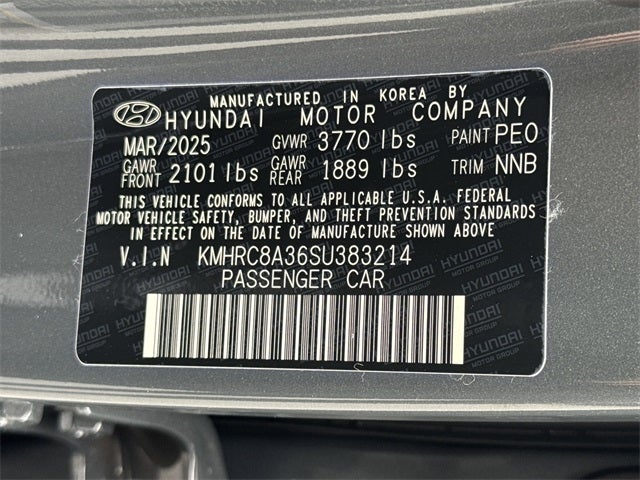 MANUFACTURED IN KOREA BY
HYUNDAI MOTOR COMPANY
MAR/2025 GVWR 3770 lbs PAINT PEO
GAWR FRONT 2101 lbs GAWR REAR 1889 lbs TRIM NNB
THIS VEHICLE CONFORMS TO ALL APPLICABLE U.S.A. FEDERAL
MOTOR VEHICLE SAFETY, BUMPER, AND THEFT PREVENTION STANDARDS
IN EFFECT ON THE DATE OF MANUFACTURE SHOWN ABOVE
V.I.N KMHRC8A36SU383214
PASSENGER CAR